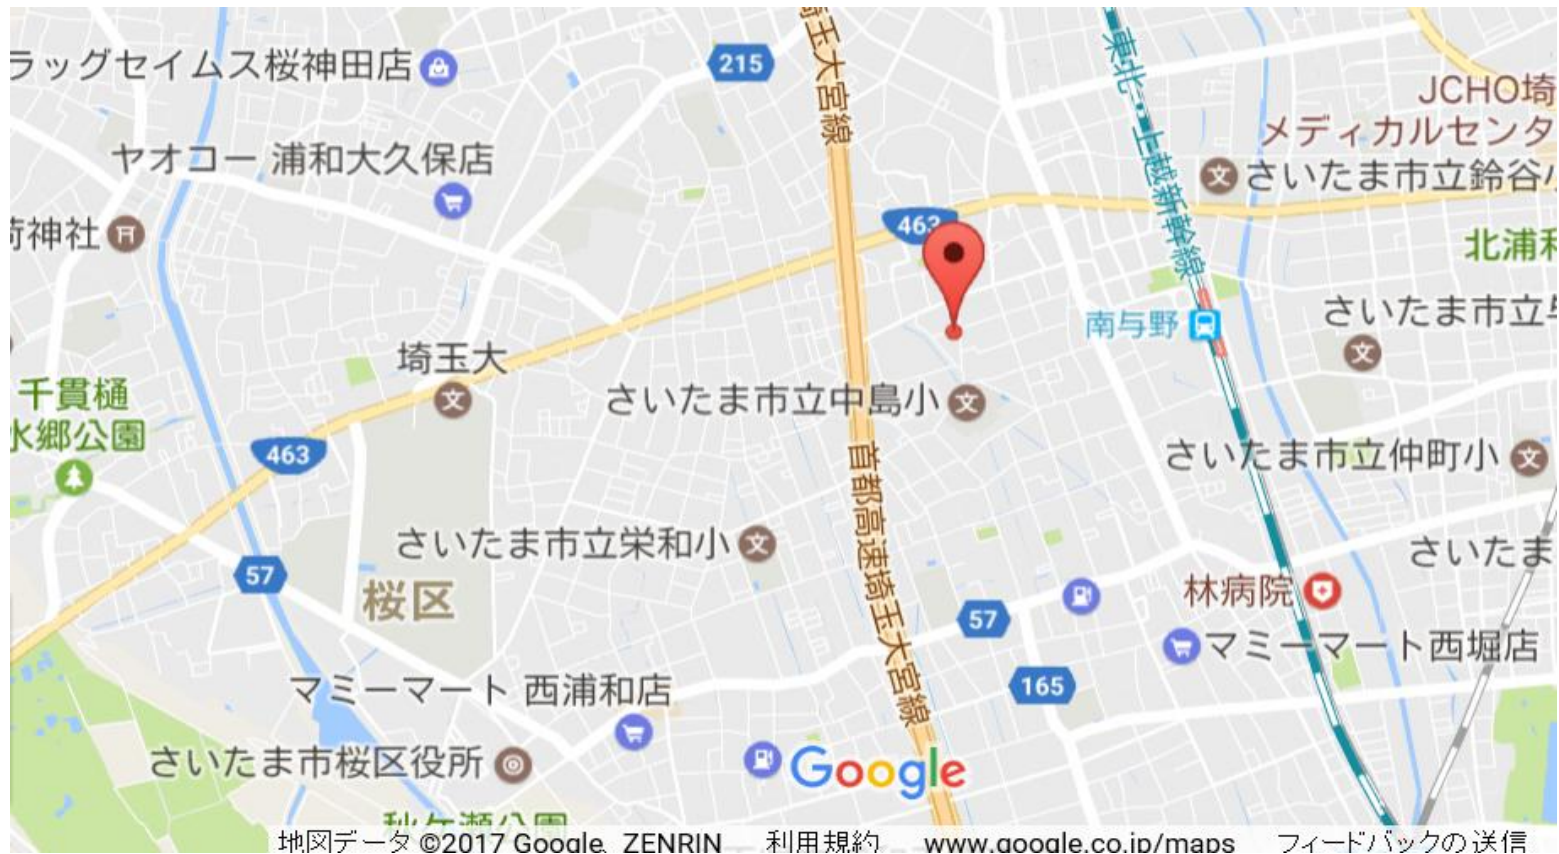 ラッグセイムス桜神田店
215
埼玉大宮線
東北・上越新幹線
JCHO埼
メディカルセンタ
ヤオコー 浦和大久保店
さいたま市立鈴谷小
荷神社
463
北浦和
千貫樋
水郷公園
埼玉大
南与野
さいたま市立与
さいたま市立中島小
463
首都高速埼玉大宮線
さいたま市立仲町小
さいたま市立栄和小
さいたま
57
桜区
57
林病院
マミーマート西堀店
マミーマート 西浦和店
165
さいたま市桜区役所
Google
秋ケ瀬公園
地図データ ©2017 Google, ZENRIN 利用規約 www.google.co.jp/maps フィードバックの送信